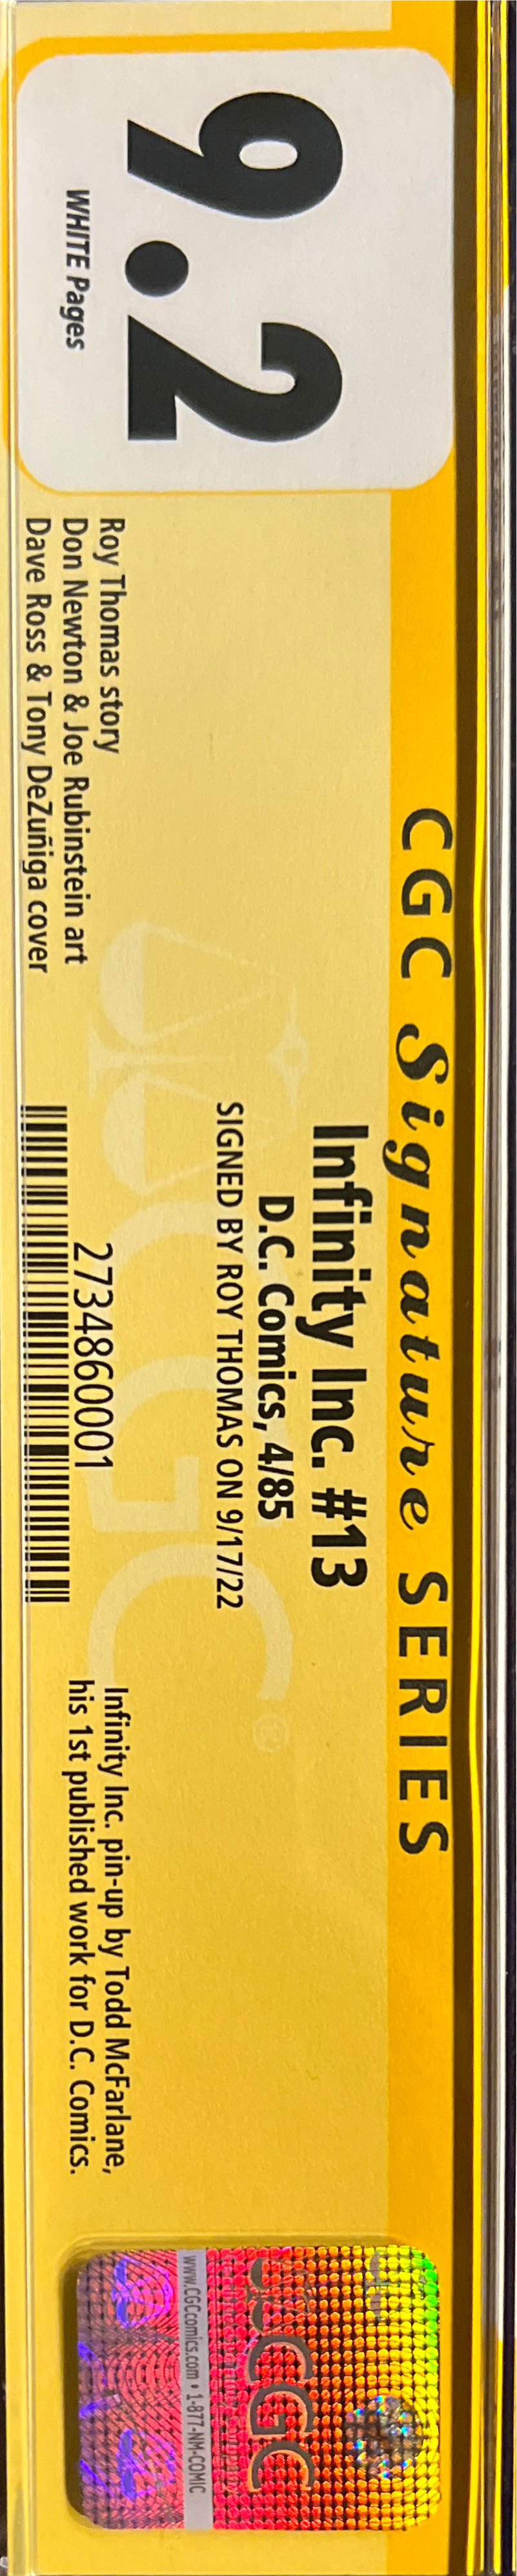 CGC Signature SERIES
9.2
WHITE Pages
Infinity Inc. #13
D.C. Comics, 4/85
SIGNED BY ROY THOMAS ON 9/17/22
Roy Thomas story
Don Newton & Joe Rubinstein art
Dave Ross & Tony DeZuñiga cover
2734860001
Infinity Inc. pin-up by Todd McFarlane,
his 1st published work for D.C. Comics.
CGC
CGC
www.CGCcomics.com • 1-877-NM-COMIC